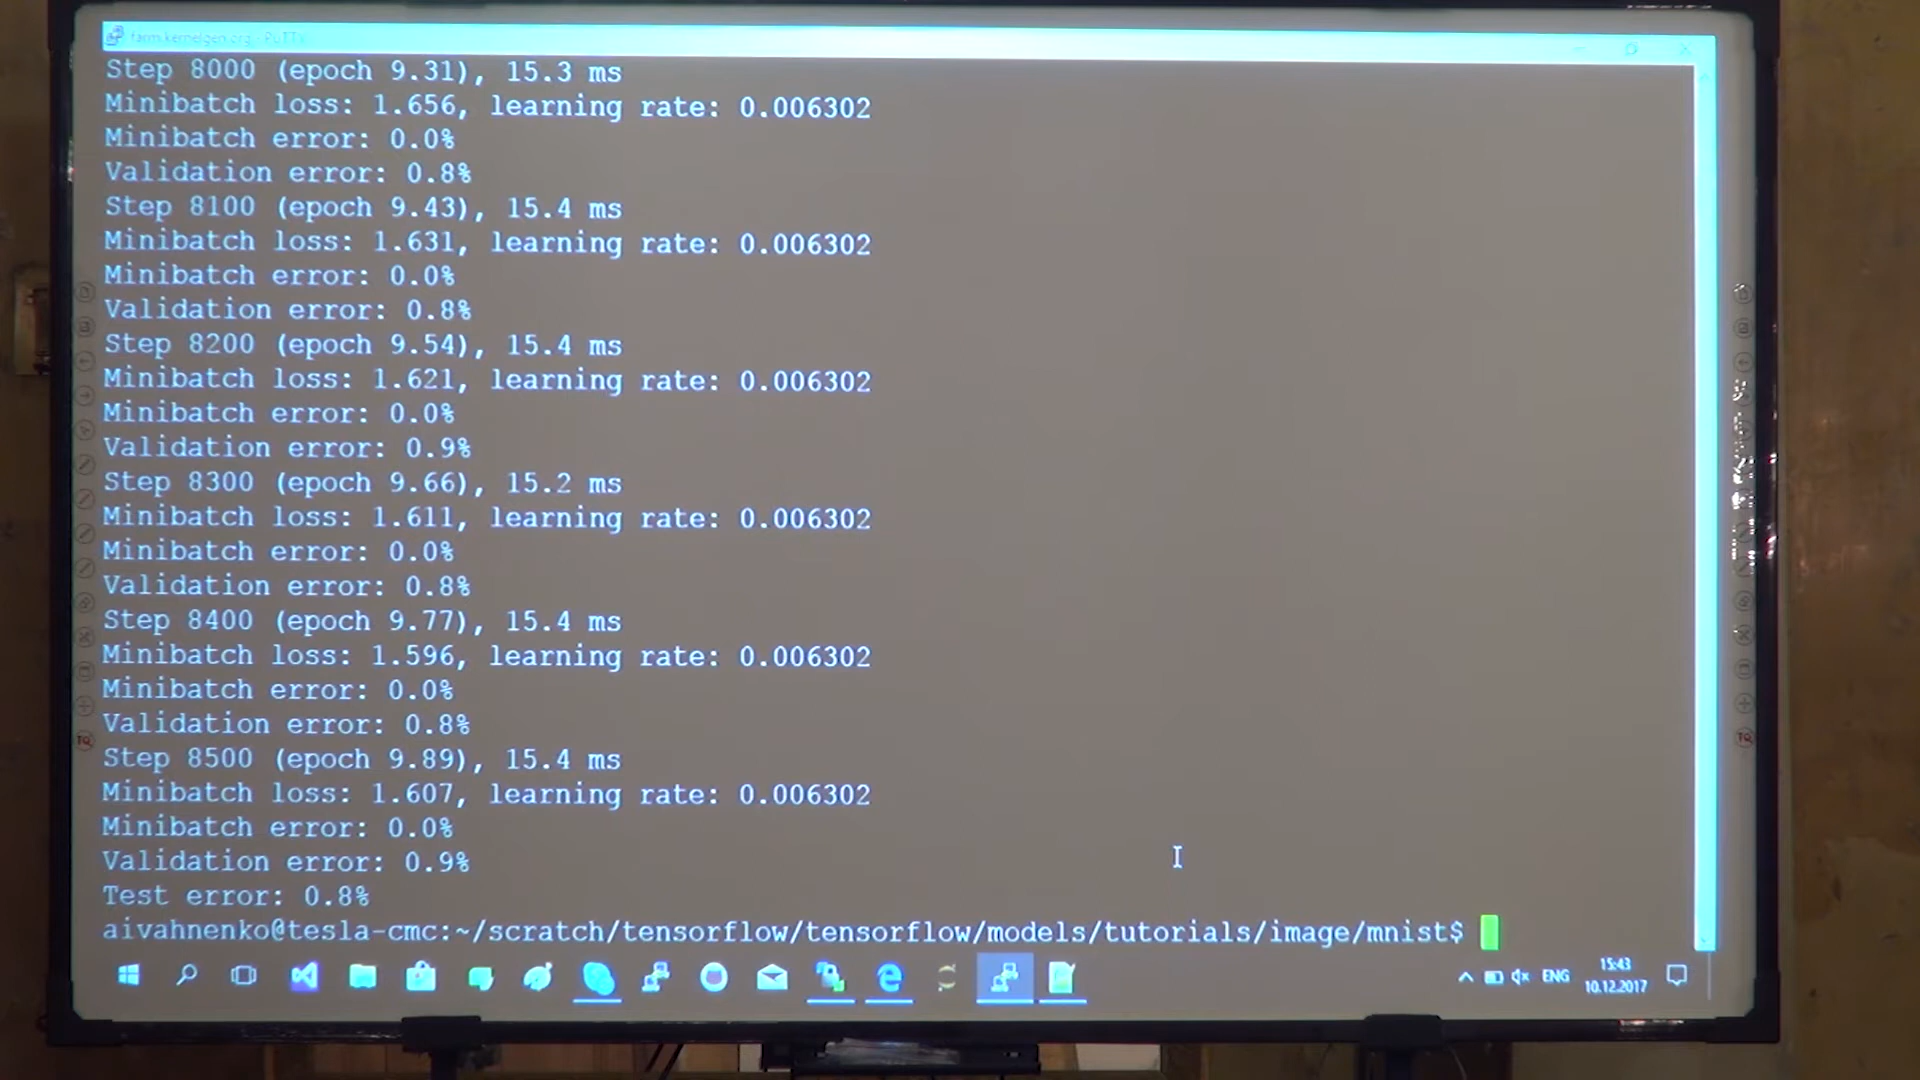 farm.kernelgen.org - PuTTY
Step 8000 (epoch 9.31), 15.3 ms
Minibatch loss: 1.656, learning rate: 0.006302
Minibatch error: 0.0%
Validation error: 0.8%
Step 8100 (epoch 9.43), 15.4 ms
Minibatch loss: 1.631, learning rate: 0.006302
Minibatch error: 0.0%
Validation error: 0.8%
Step 8200 (epoch 9.54), 15.4 ms
Minibatch loss: 1.621, learning rate: 0.006302
Minibatch error: 0.0%
Validation error: 0.9%
Step 8300 (epoch 9.66), 15.2 ms
Minibatch loss: 1.611, learning rate: 0.006302
Minibatch error: 0.0%
Validation error: 0.8%
Step 8400 (epoch 9.77), 15.4 ms
Minibatch loss: 1.596, learning rate: 0.006302
Minibatch error: 0.0%
Validation error: 0.8%
Step 8500 (epoch 9.89), 15.4 ms
Minibatch loss: 1.607, learning rate: 0.006302
Minibatch error: 0.0%
Validation error: 0.9%
Test error: 0.8%
aivahnenko@tesla-cmc:~/scratch/tensorflow/tensorflow/models/tutorials/image/mnist$
ENG
15:43
10.12.2017